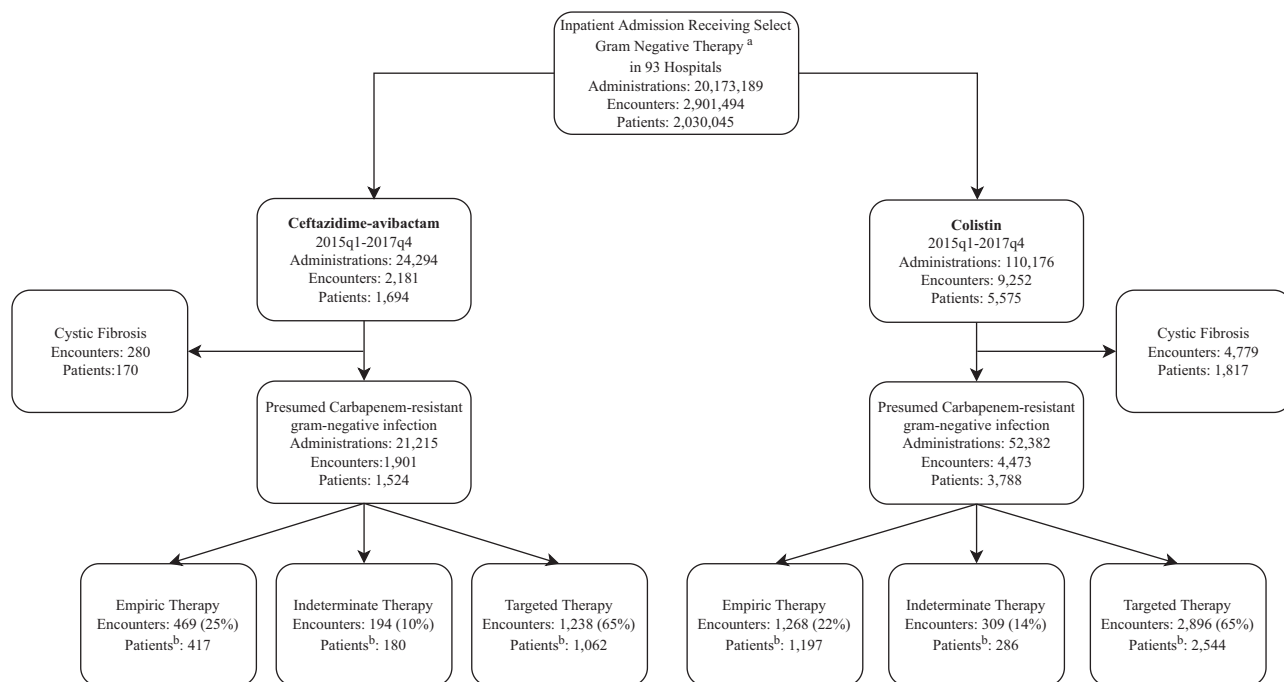 Inpatient Admission Receiving Select
Gram Negative Therapy a
in 93 Hospitals
Administrations: 20,173,189
Encounters: 2,901,494
Patients: 2,030,045
Ceftazidime-avibactam
2015q1-2017q4
Administrations: 24,294
Encounters: 2,181
Patients: 1,694
Colistin
2015q1-2017q4
Administrations: 110,176
Encounters: 9,252
Patients: 5,575
Cystic Fibrosis
Encounters: 280
Patients:170
Cystic Fibrosis
Encounters: 4,779
Patients: 1,817
Presumed Carbapenem-resistant
gram-negative infection
Administrations: 21,215
Encounters:1,901
Patients: 1,524
Presumed Carbapenem-resistant
gram-negative infection
Administrations: 52,382
Encounters: 4,473
Patients: 3,788
Empiric Therapy
Encounters: 469 (25%)
Patientsb: 417
Indeterminate Therapy
Encounters: 194 (10%)
Patientsb: 180
Targeted Therapy
Encounters: 1,238 (65%)
Patientsb: 1,062
Empiric Therapy
Encounters: 1,268 (22%)
Patientsb: 1,197
Indeterminate Therapy
Encounters: 309 (14%)
Patientsb: 286
Targeted Therapy
Encounters: 2,896 (65%)
Patientsb: 2,544